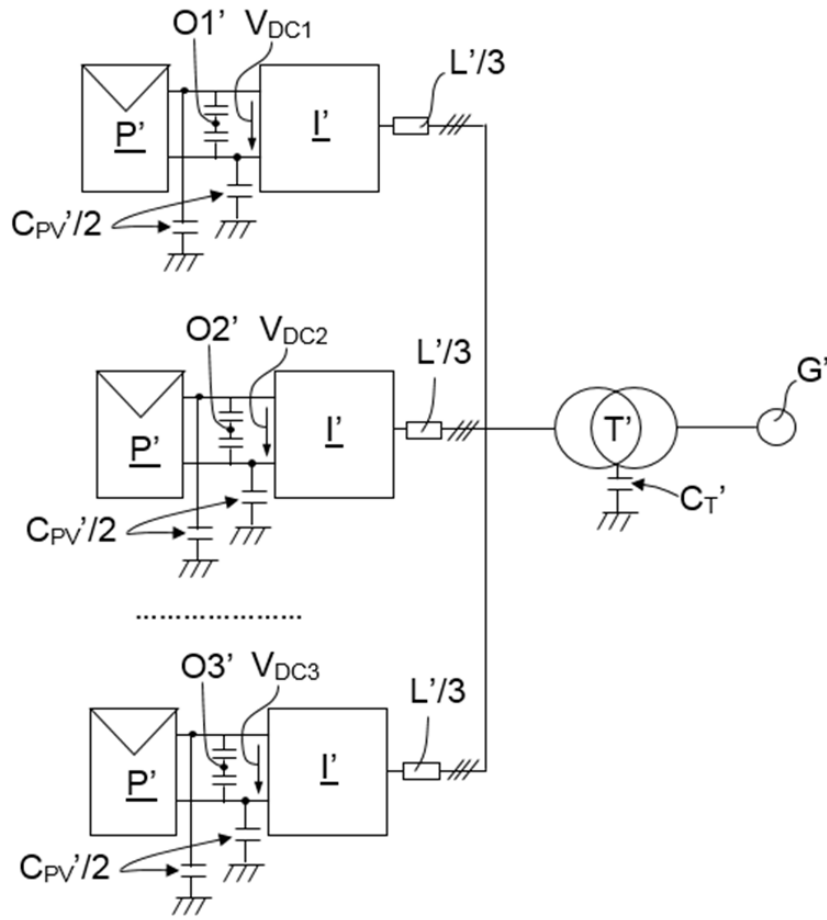 O1' V_DC1
L'/3
P' I'
C_PV'/2
O2' V_DC2
L'/3
G'
P' I' T'
C_T'
C_PV'/2
O3' V_DC3
L'/3
P' I'
C_PV'/2